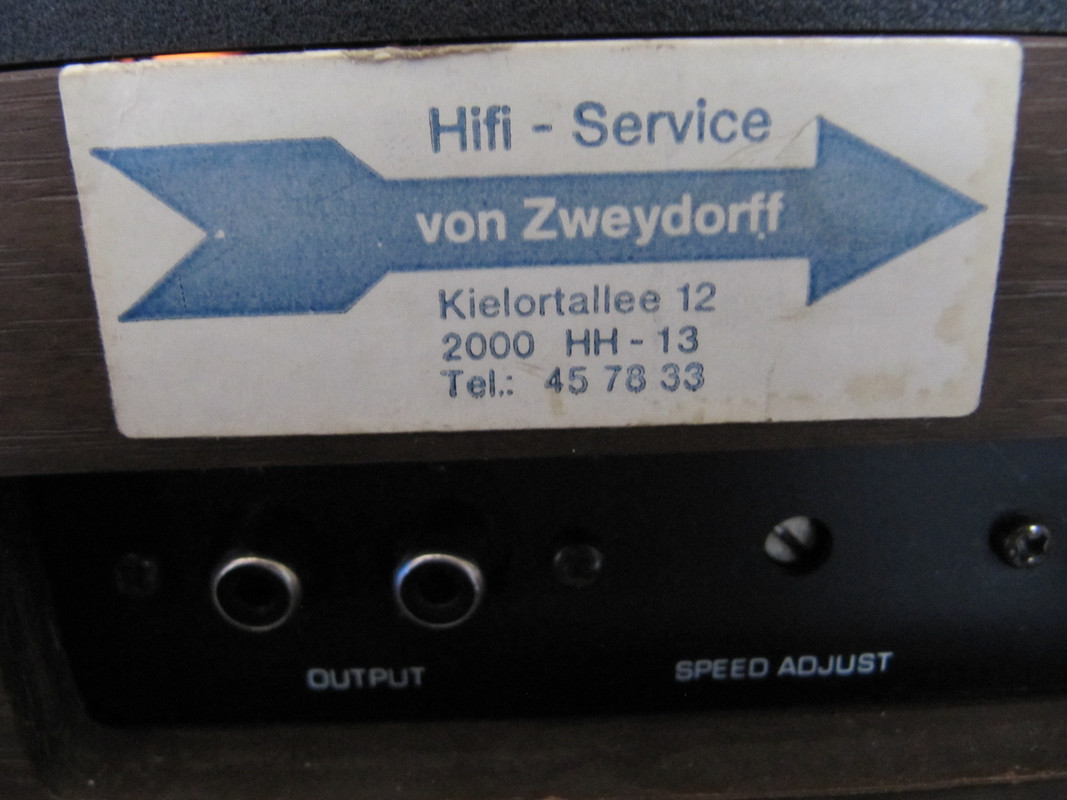 Hifi - Service
von Zweydorff
Kielortallee 12
2000 HH - 13
Tel.: 45 78 33
OUTPUT
SPEED ADJUST